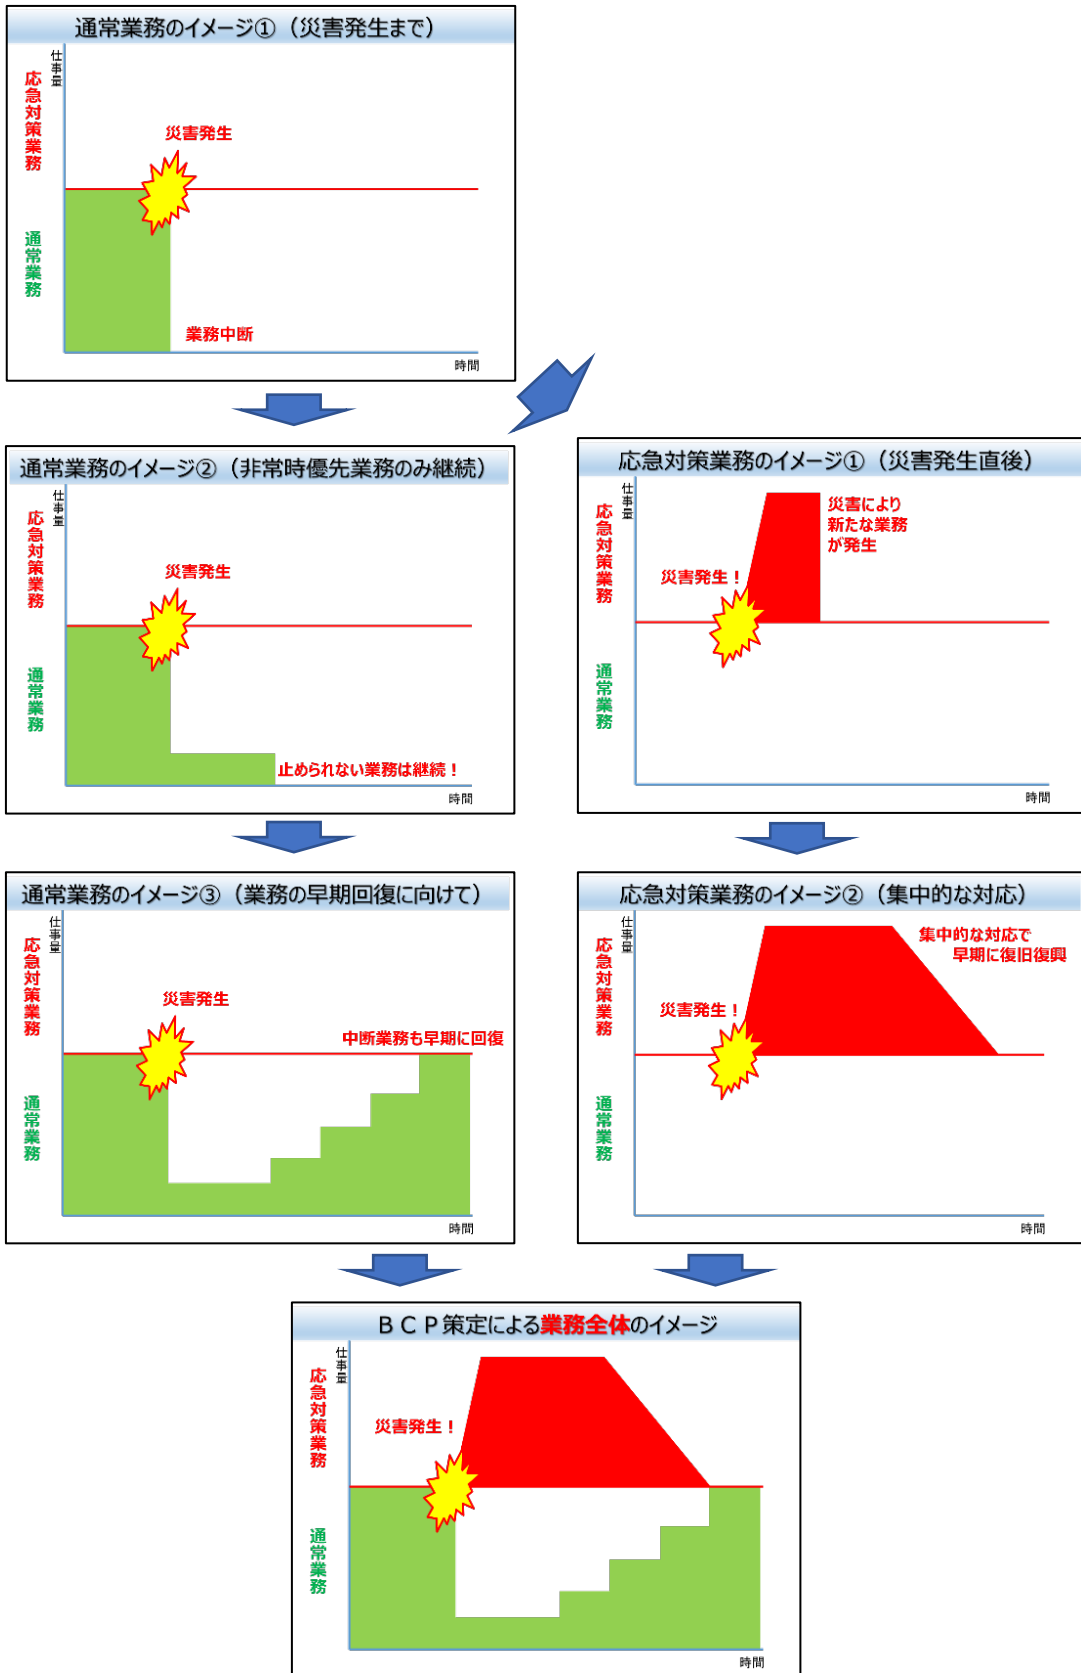 通常業務のイメージ①（災害発生まで）
仕事量
応急対策業務
災害発生
通常業務
業務中断
時間
通常業務のイメージ②（非常時優先業務のみ継続）
仕事量
応急対策業務
災害発生
通常業務
止められない業務は継続！
時間
応急対策業務のイメージ①（災害発生直後）
仕事量
応急対策業務
災害により
新たな業務
が発生
災害発生！
通常業務
時間
通常業務のイメージ③（業務の早期回復に向けて）
仕事量
応急対策業務
災害発生
中断業務も早期に回復
通常業務
時間
応急対策業務のイメージ②（集中的な対応）
仕事量
応急対策業務
集中的な対応で
早期に復旧復興
災害発生！
通常業務
時間
ＢＣＰ策定による業務全体のイメージ
仕事量
応急対策業務
災害発生！
通常業務
時間